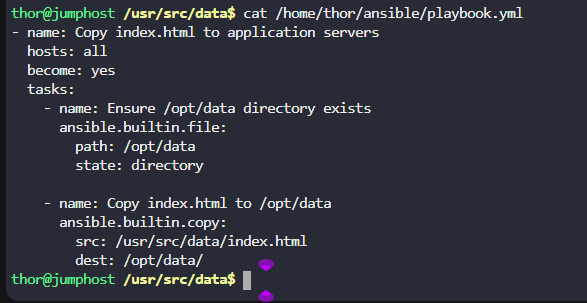 thor@jumphost /usr/src/data$ cat /home/thor/ansible/playbook.yml
- name: Copy index.html to application servers
  hosts: all
  become: yes
  tasks:
    - name: Ensure /opt/data directory exists
      ansible.builtin.file:
        path: /opt/data
        state: directory

    - name: Copy index.html to /opt/data
      ansible.builtin.copy:
        src: /usr/src/data/index.html
        dest: /opt/data/
thor@jumphost /usr/src/data$